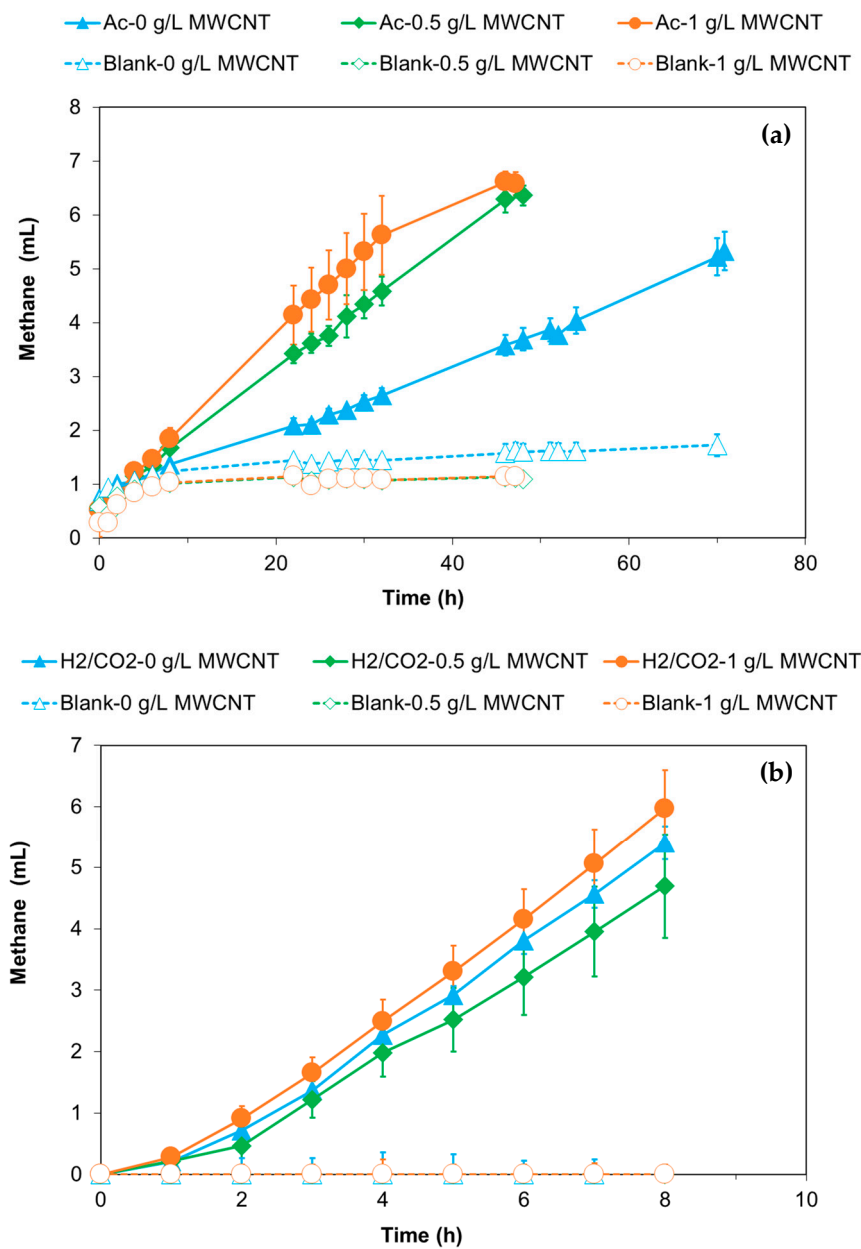 Ac-0 g/L MWCNT Ac-0.5 g/L MWCNT Ac-1 g/L MWCNT
Blank-0 g/L MWCNT Blank-0.5 g/L MWCNT Blank-1 g/L MWCNT
(a)
Methane (mL)
8
7
6
5
4
3
2
1
0
0 20 40 60 80
Time (h)
H2/CO2-0 g/L MWCNT H2/CO2-0.5 g/L MWCNT H2/CO2-1 g/L MWCNT
Blank-0 g/L MWCNT Blank-0.5 g/L MWCNT Blank-1 g/L MWCNT
(b)
Methane (mL)
7
6
5
4
3
2
1
0
0 2 4 6 8 10
Time (h)